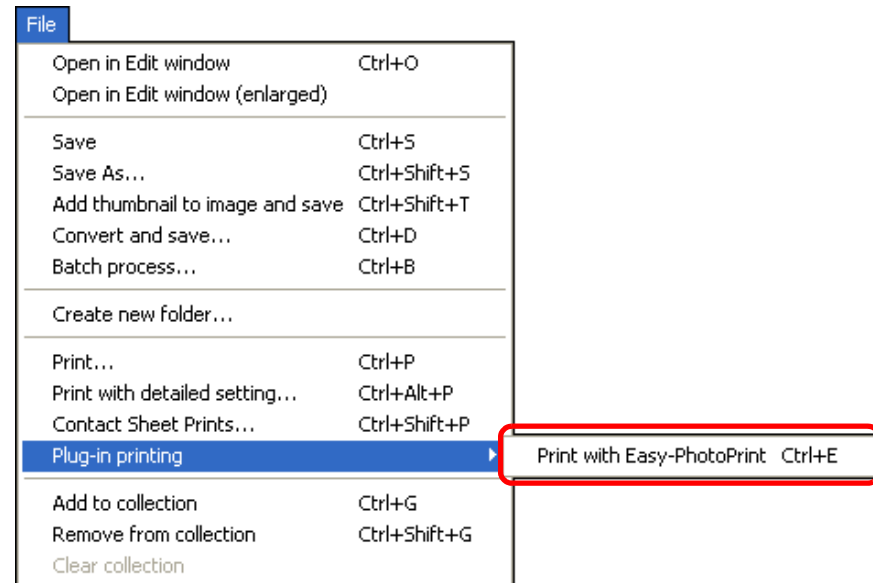 File
Open in Edit window Ctrl+O
Open in Edit window (enlarged)
Save Ctrl+S
Save As... Ctrl+Shift+S
Add thumbnail to image and save Ctrl+Shift+T
Convert and save... Ctrl+D
Batch process... Ctrl+B
Create new folder...
Print... Ctrl+P
Print with detailed setting... Ctrl+Alt+P
Contact Sheet Prints... Ctrl+Shift+P
Plug-in printing Print with Easy-PhotoPrint Ctrl+E
Add to collection Ctrl+G
Remove from collection Ctrl+Shift+G
Clear collection